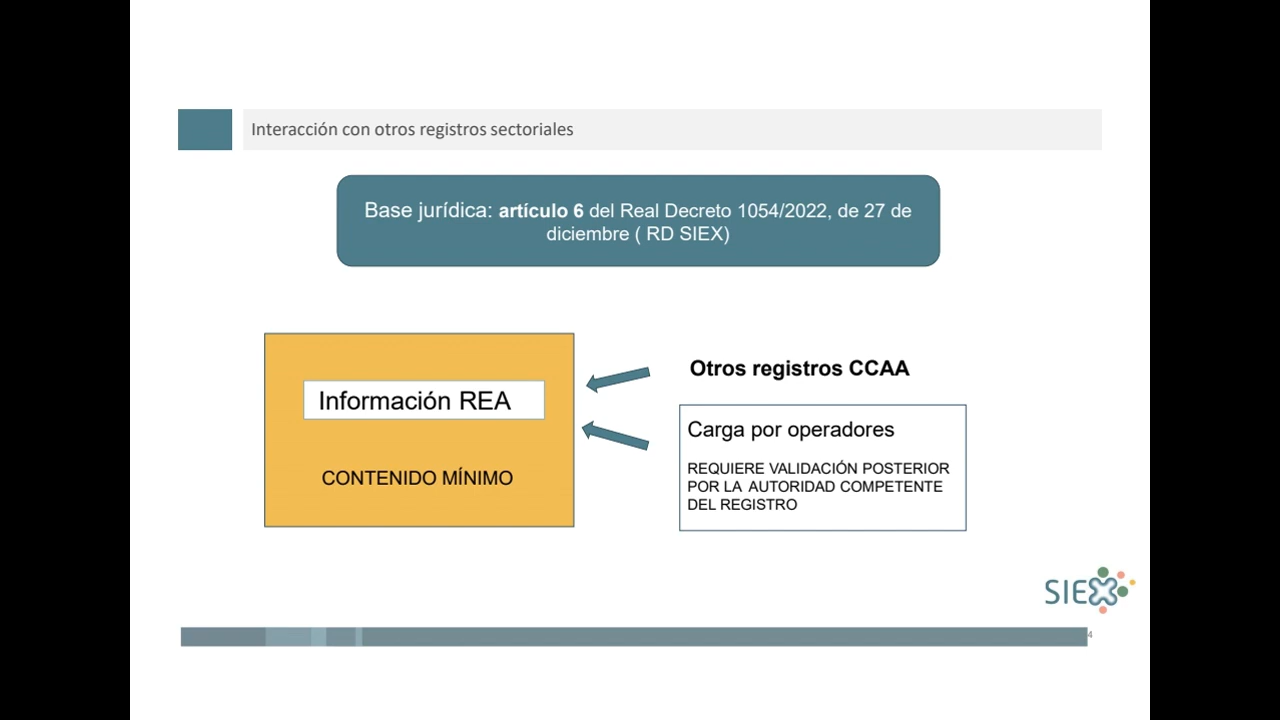 Interacción con otros registros sectoriales
Base jurídica: artículo 6 del Real Decreto 1054/2022, de 27 de
diciembre ( RD SIEX)
Información REA
CONTENIDO MÍNIMO
Otros registros CCAA
Carga por operadores
REQUIERE VALIDACIÓN POSTERIOR
POR LA AUTORIDAD COMPETENTE
DEL REGISTRO
SIEX
4